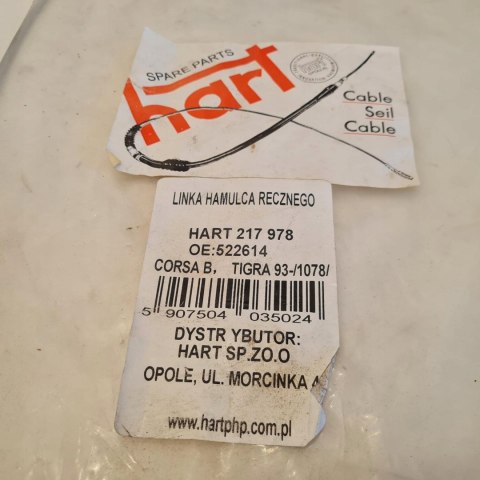 SPARE PARTS
hart
Cable
Seil
Cable
LINKA HAMULCA RECZNEGO
HART 217 978
OE:522614
CORSA B, TIGRA 93-/1078/
5 907504 035024
DYSTR YBUTOR:
HART SP.ZO.O
OPOLE, UL. MORCINKA
www.hartphp.com.pl